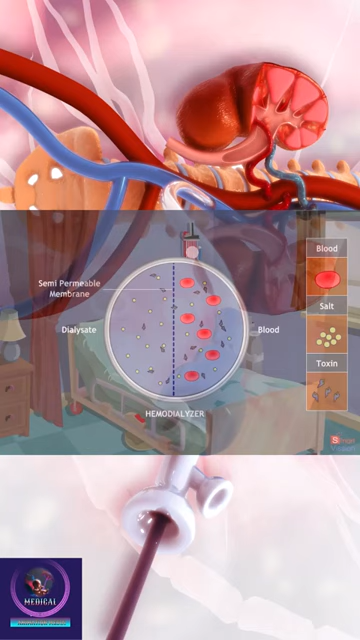 Blood
Semi Permeable
Membrane
Salt
Dialysate
Blood
Toxin
HEMODIALYZER
MEDICAL